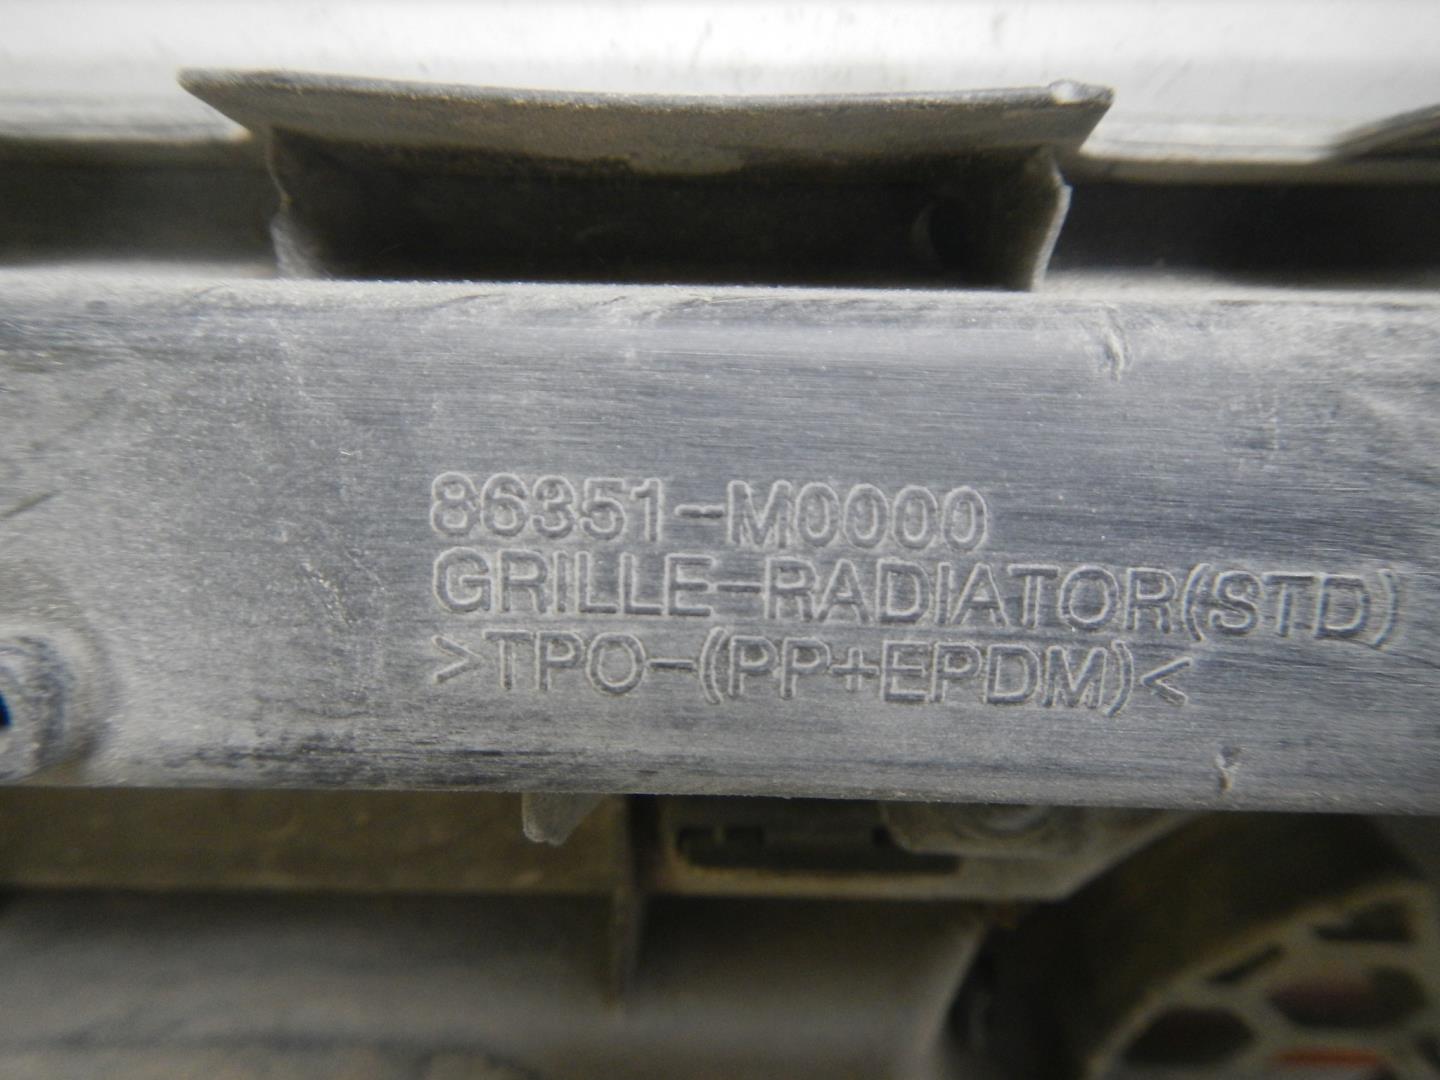 86351-M0000
GRILLE-RADIATOR(STD)
>TPO-(PP+EPDM)<